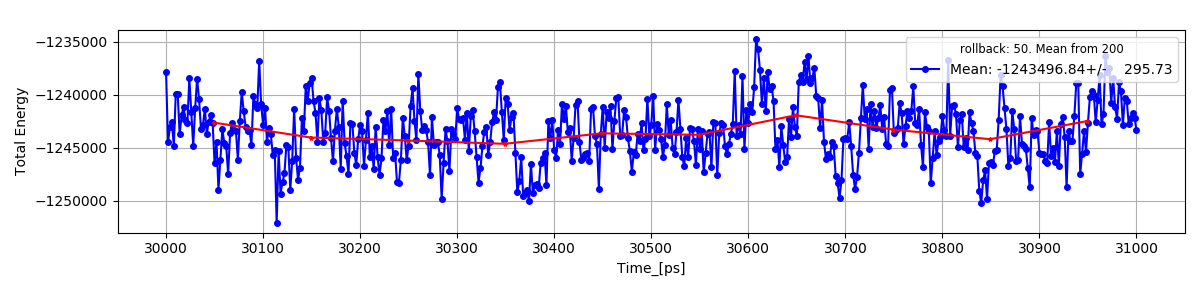 rollback: 50. Mean from 200
Mean: -1243496.84+/- 295.73
Total Energy
−1235000
−1240000
−1245000
−1250000
30000 30100 30200 30300 30400 30500 30600 30700 30800 30900 31000
Time_[ps]